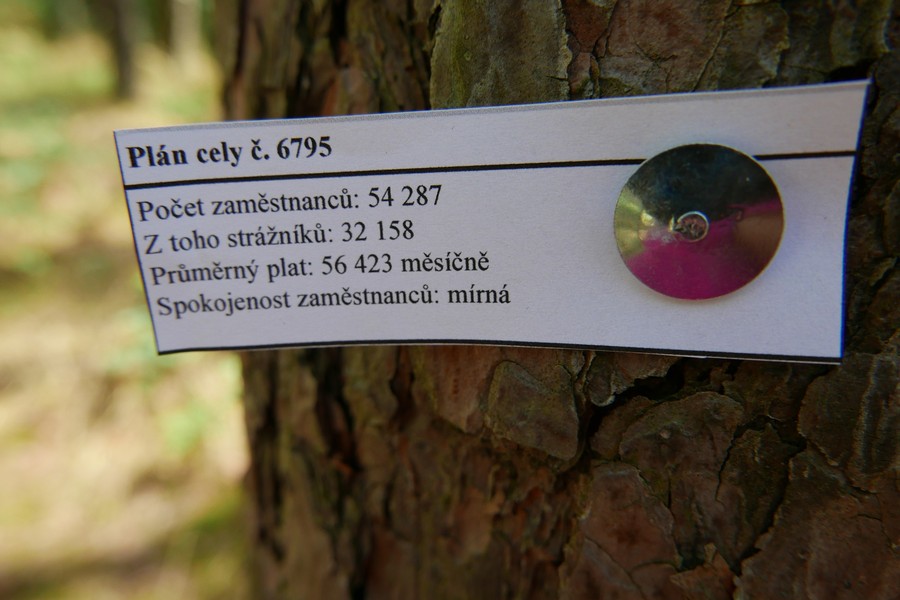 Plán cely č. 6795
Počet zaměstnanců: 54 287
Z toho strážníků: 32 158
Průměrný plat: 56 423 měsíčně
Spokojenost zaměstnanců: mírná